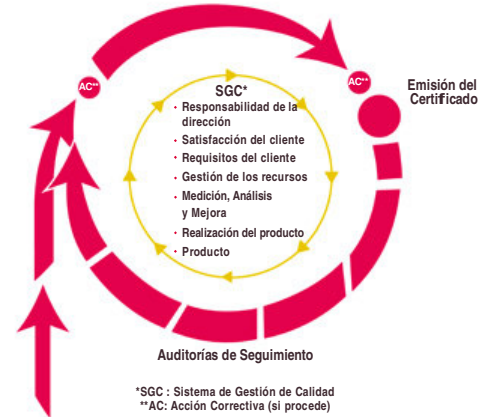 AC**
AC**
Emisión del
Certificado
SGC*
• Responsabilidad de la
dirección
• Satisfacción del cliente
• Requisitos del cliente
• Gestión de los recursos
• Medición, Análisis
y Mejora
• Realización del producto
• Producto
Auditorías de Seguimiento
*SGC : Sistema de Gestión de Calidad
**AC: Acción Correctiva (si procede)